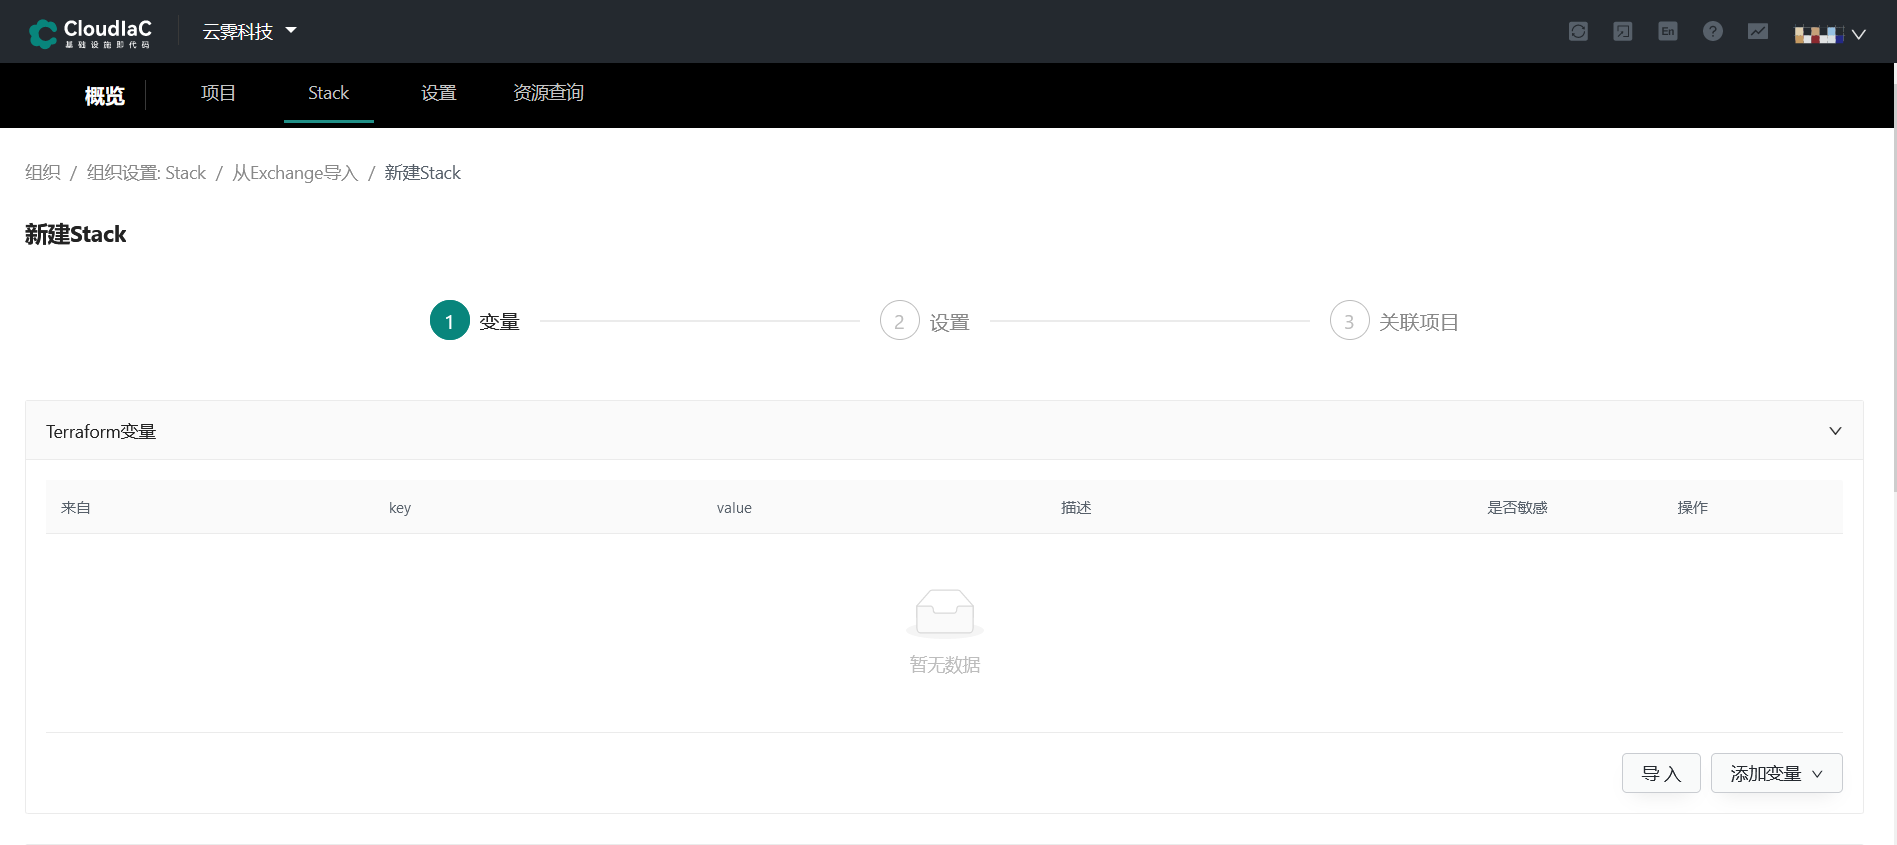 CloudIaC
基础设施即代码
云霁科技
En
?
概览
项目
Stack
设置
资源查询
组织 / 组织设置: Stack / 从Exchange导入 / 新建Stack
新建Stack
1 变量
2 设置
3 关联项目
Terraform变量
来自 key value 描述 是否敏感 操作
暂无数据
导入
添加变量